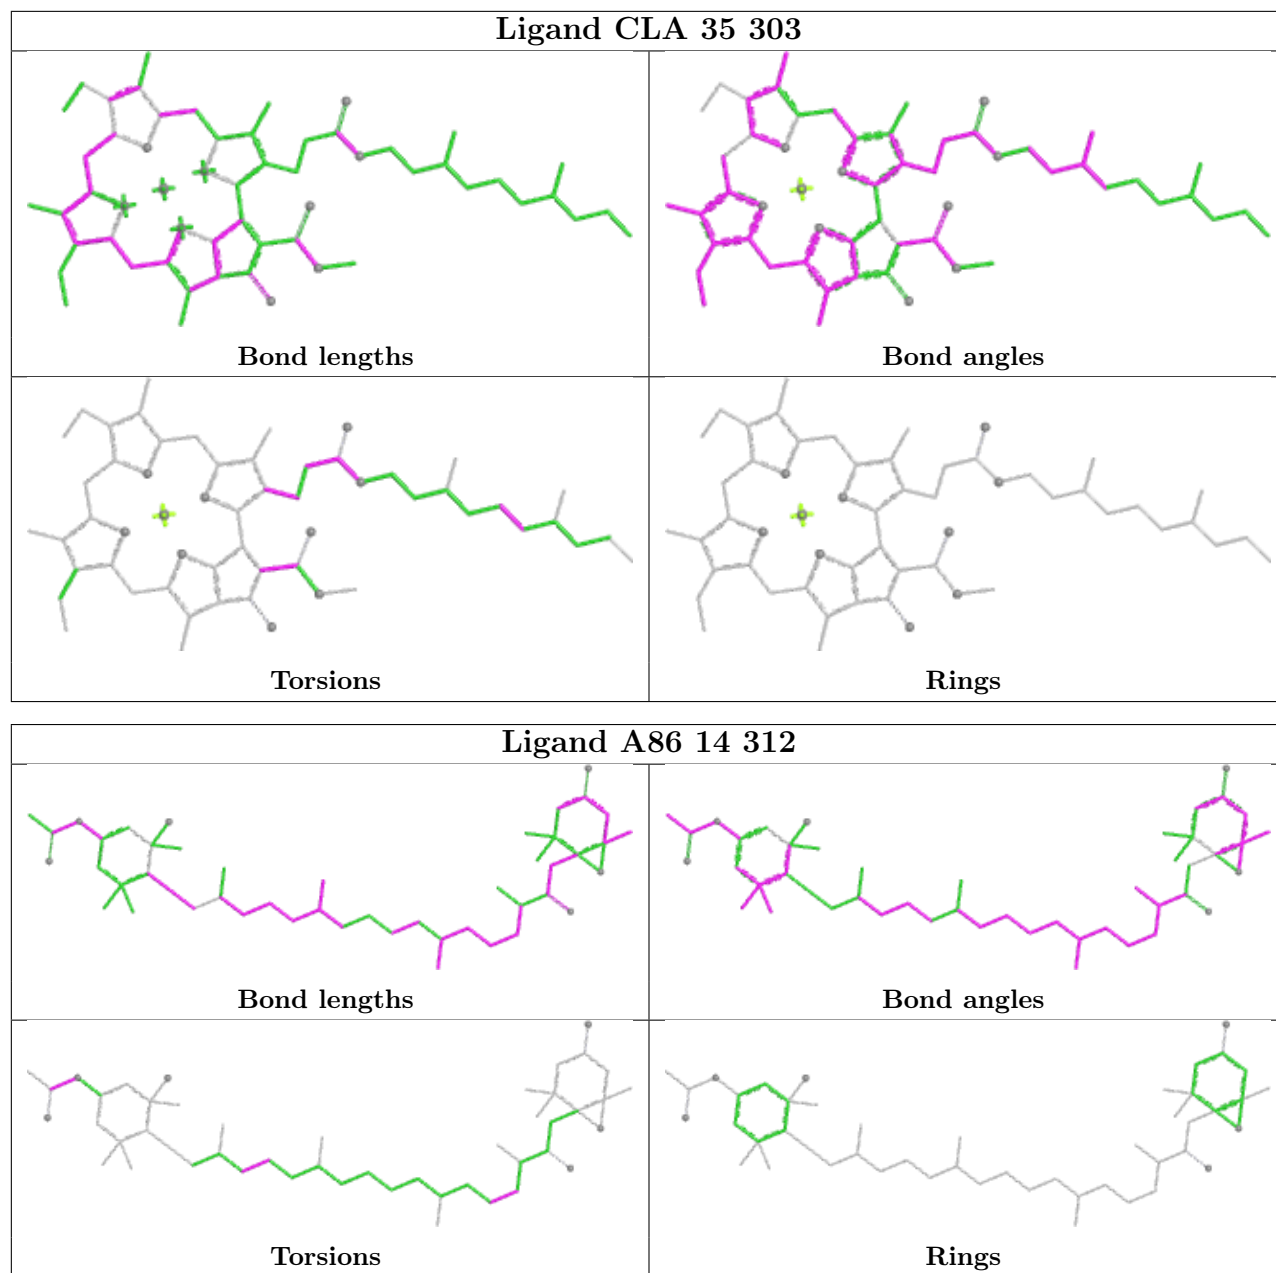 Ligand CLA 35 303
Bond lengths
Bond angles
Torsions
Rings
Ligand A86 14 312
Bond lengths
Bond angles
Torsions
Rings